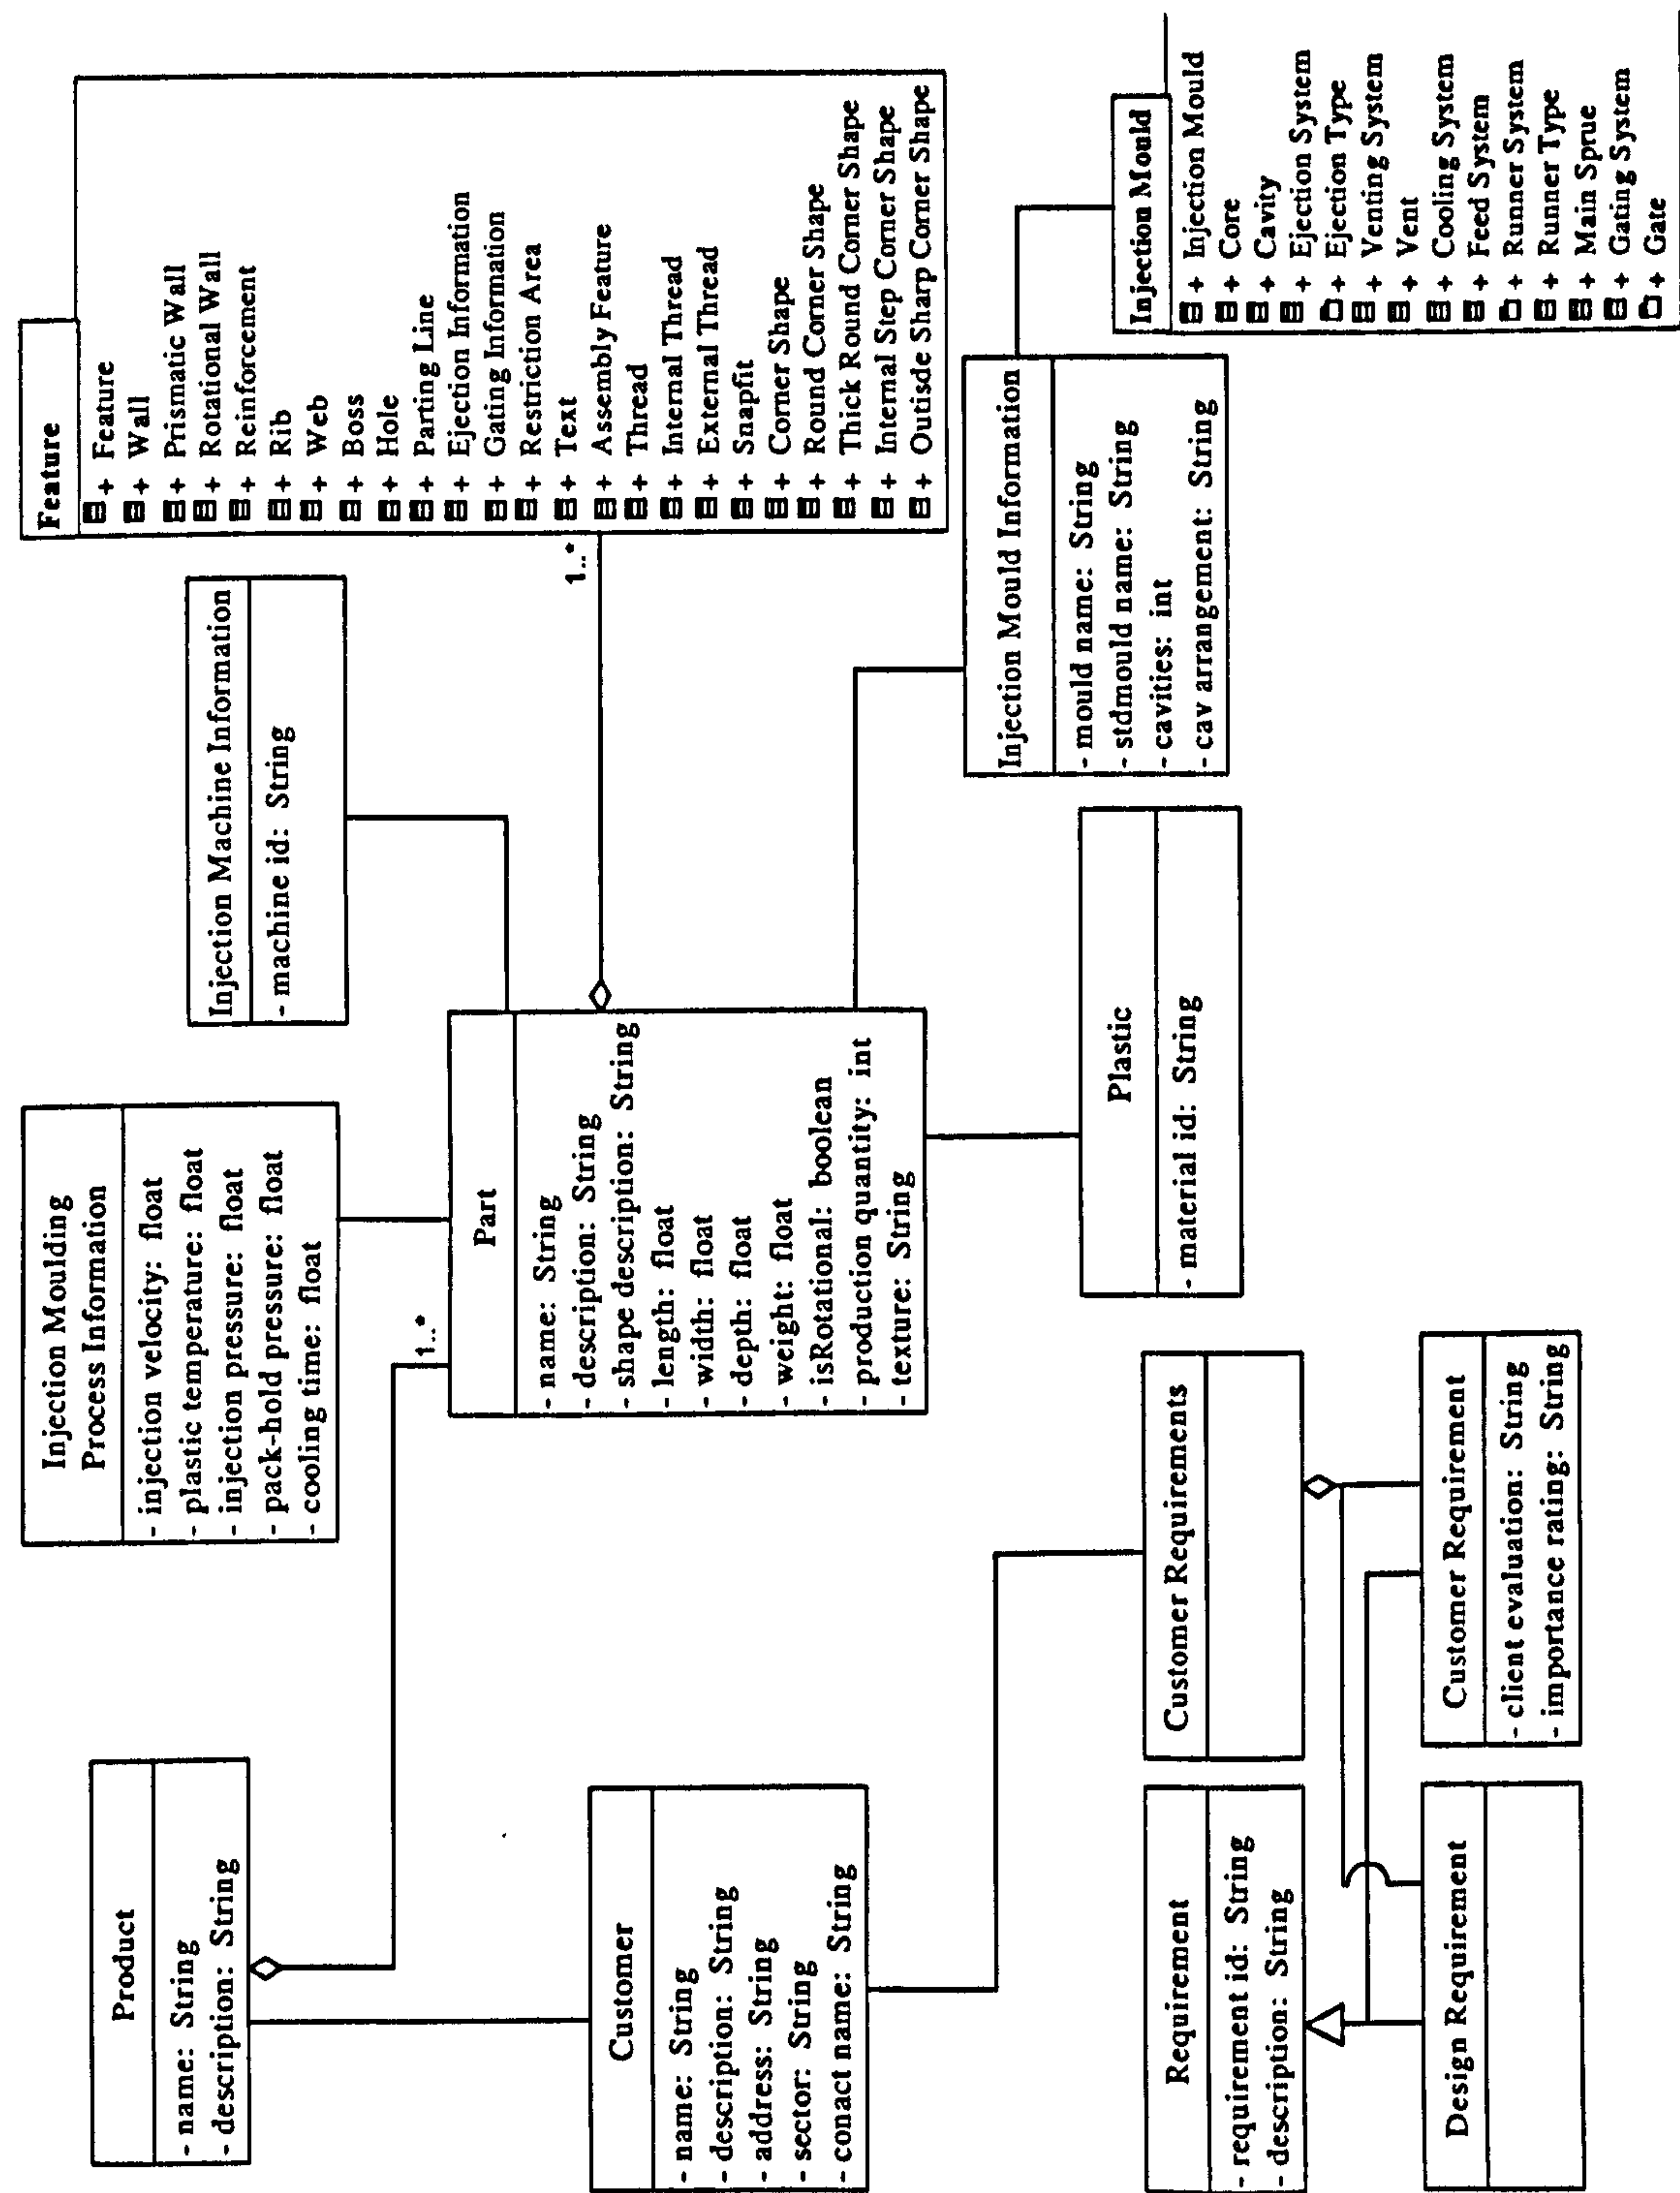 Product
- name: String
- description: String
Injection Moulding
Process Information
- injection velocity: float
- plastic temperature: float
- injection pressure: float
- pack-hold pressure: float
- cooling time: float
Injection Machine Information
- machine id: String
Feature
+ Feature
+ Wall
+ Prismatic Wall
+ Rotational Wall
+ Reinforcement
+ Rib
+ Web
+ Boss
+ Hole
+ Parting Line
+ Ejection Information
+ Gating Information
+ Restriction Area
+ Text
+ Assembly Feature
+ Thread
+ Internal Thread
+ External Thread
+ Snapfit
+ Corner Shape
+ Round Corner Shape
+ Thick Round Corner Shape
+ Internal Step Corner Shape
+ Outisde Sharp Corner Shape
1..*
1..*
Part
- name: String
- description: String
- shape description: String
- length: float
- width: float
- depth: float
- weight: float
- isRotational: boolean
- production quantity: int
- texture: String
Customer
- name: String
- description: String
- address: String
- sector: String
- conact name: String
Injection Mould Information
- mould name: String
- stdmould name: String
- cavities: int
- cav arrangement: String
Plastic
- material id: String
Injection Mould
+ Injection Mould
+ Core
+ Cavity
+ Ejection System
+ Ejection Type
+ Venting System
+ Vent
+ Cooling System
+ Feed System
+ Runner System
+ Runner Type
+ Main Sprue
+ Gating System
+ Gate
Requirement
- requirement id: String
- description: String
Customer Requirements
Design Requirement
Customer Requirement
- client evaluation: String
- importance rating: String